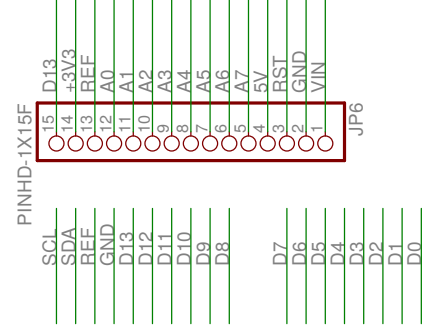 D13 +3V3 REF A0 A1 A2 A3 A4 A5 A6 A7 5V RST GND VIN
15 14 13 12 11 10 9 8 7 6 5 4 3 2 1
PINHD-1X15F
JP6
SCL SDA REF GND D13 D12 D11 D10 D9 D8 D7 D6 D5 D4 D3 D2 D1 D0